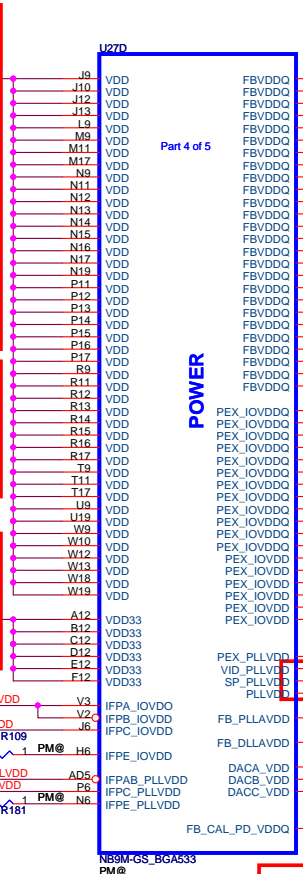 U27D
J9 VDD FBVDDQ
J10 VDD FBVDDQ
J12 VDD FBVDDQ
J13 VDD FBVDDQ
L9 VDD FBVDDQ
M9 VDD FBVDDQ
M11 VDD Part 4 of 5 FBVDDQ
M17 VDD FBVDDQ
N9 VDD FBVDDQ
N11 VDD FBVDDQ
N12 VDD FBVDDQ
N13 VDD FBVDDQ
N14 VDD FBVDDQ
N15 VDD FBVDDQ
N16 VDD FBVDDQ
N17 VDD FBVDDQ
N19 VDD FBVDDQ
P11 VDD FBVDDQ
P12 VDD FBVDDQ
P13 VDD FBVDDQ
P14 VDD FBVDDQ
P15 VDD FBVDDQ
P16 VDD FBVDDQ
P17 VDD FBVDDQ
R9 VDD FBVDDQ
R11 VDD FBVDDQ
R12 VDD
POWER
R13 VDD PEX_IOVDDQ
R14 VDD PEX_IOVDDQ
R15 VDD PEX_IOVDDQ
R16 VDD PEX_IOVDDQ
R17 VDD PEX_IOVDDQ
T9 VDD PEX_IOVDDQ
T11 VDD PEX_IOVDDQ
T17 VDD PEX_IOVDDQ
U9 VDD PEX_IOVDDQ
U19 VDD PEX_IOVDDQ
W9 VDD PEX_IOVDDQ
W10 VDD PEX_IOVDDQ
W12 VDD PEX_IOVDD
W13 VDD PEX_IOVDD
W18 VDD PEX_IOVDD
W19 VDD PEX_IOVDD
PEX_IOVDD
A12 VDD33 PEX_IOVDD
B12 VDD33
C12 VDD33
D12 VDD33 PEX_PLLVDD
E12 VDD33 VID_PLLVDD
F12 VDD33 SP_PLLVDD
PLLVDD
VDD V3 IFPA_IOVDO
V2 IFPB_IOVDD FB_PLAVDD
DD J6 IFPC_IOVDD
R109 FB_DLLAVDD
1 PM@ H6 IFPE_IOVDD
DACA_VDD
LVDD AD5 IFPAB_PLLVDD DACB_VDD
VDD P6 IFPC_PLLVDD DACC_VDD
1 PM@ N6 IFPE_PLLVDD
R181
FB_CAL_PD_VDDQ
NB9M-GS_BGA533
PM@